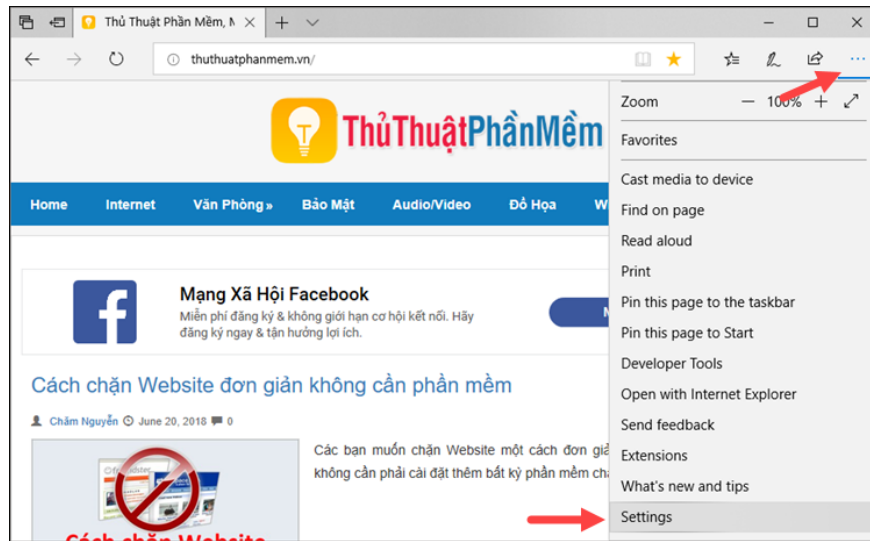 Thủ Thuật Phần Mềm, M
thuthuatphanmem.vn/
Zoom — 100% +
ThủThuậtPhầnMềm
Favorites
Cast media to device
Home Internet Văn Phòng» Bảo Mật Audio/Video Đồ Họa W
Find on page
Read aloud
Print
Mạng Xã Hội Facebook
Miễn phí đăng ký & không giới hạn cơ hội kết nối. Hãy
đăng ký ngay & tận hưởng lợi ích.
Pin this page to the taskbar
Pin this page to Start
Developer Tools
Cách chặn Website đơn giản không cần phần mềm
Open with Internet Explorer
Chăm Nguyễn June 20, 2018 0
Send feedback
Các bạn muốn chặn Website một cách đơn giả
Extensions
không cần phải cài đặt thêm bất kỳ phần mềm
What's new and tips
Settings
Cách chặn Website